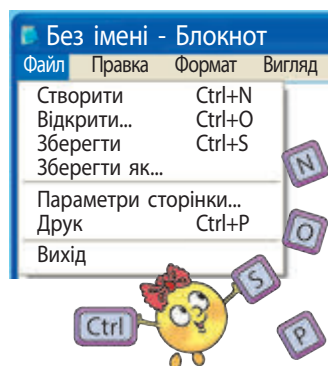 Без імені - Блокнот
Файл Правка Формат Вигляд
Створити Ctrl+N
Відкрити... Ctrl+O
Зберегти Ctrl+S
Зберегти як...
Параметри сторінки...
Друк Ctrl+P
Вихід
N
O
S
Ctrl
P